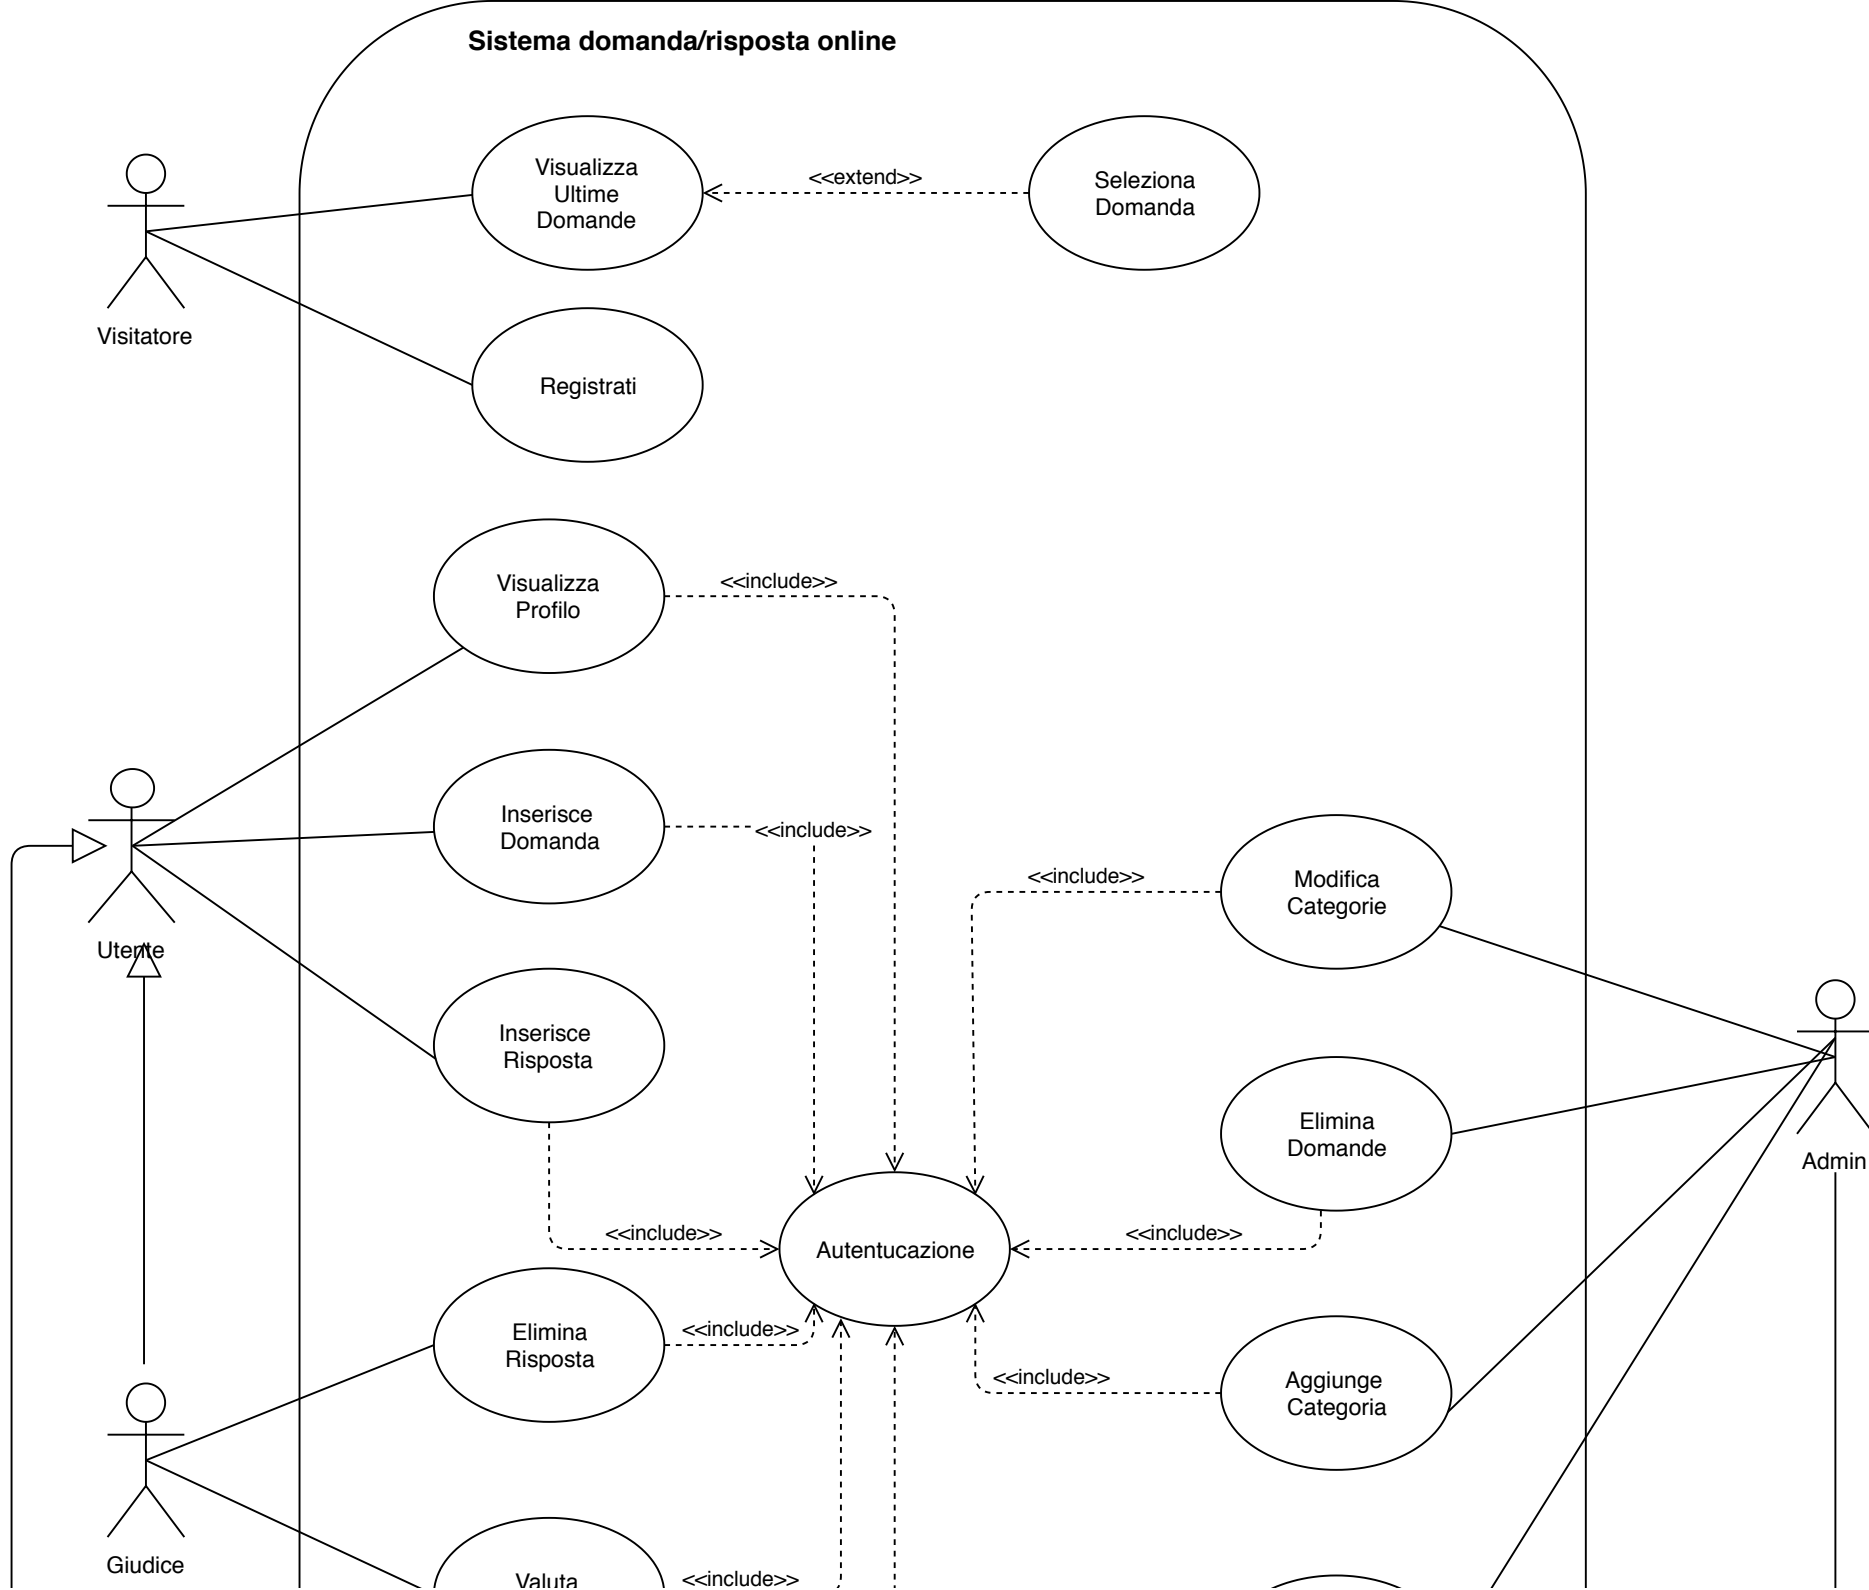 Sistema domanda/risposta online
Visualizza
Ultime
Domande
<<extend>>
Seleziona
Domanda
Visitatore
Registrati
Visualizza
Profilo
<<include>>
Inserisce
Domanda
<<include>>
Modifica
Categorie
<<include>>
Utente
Inserisce
Risposta
Elimina
Domande
Admin
<<include>>
<<include>>
Autentucazione
Elimina
Risposta
<<include>>
<<include>>
Aggiunge
Categoria
Giudice
Valuta
<<include>>